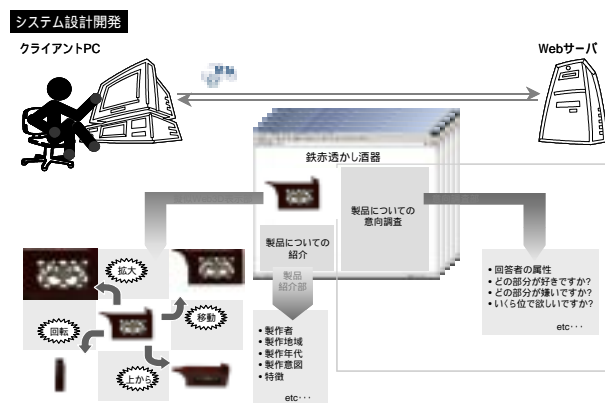 システム設計開発
クライアントPC
Webサーバ
鉄赤透かし酒器
製品についての
紹介
製品についての
意向調査
製品
紹介部
拡大
移動
回転
上から
• 製作者
• 製作地域
• 製作年代
• 製作意図
• 特徴
etc･･･
• 回答者の属性
• どの部分が好きですか?
• どの部分が嫌いですか?
• いくら位で欲しいですか?
etc･･･